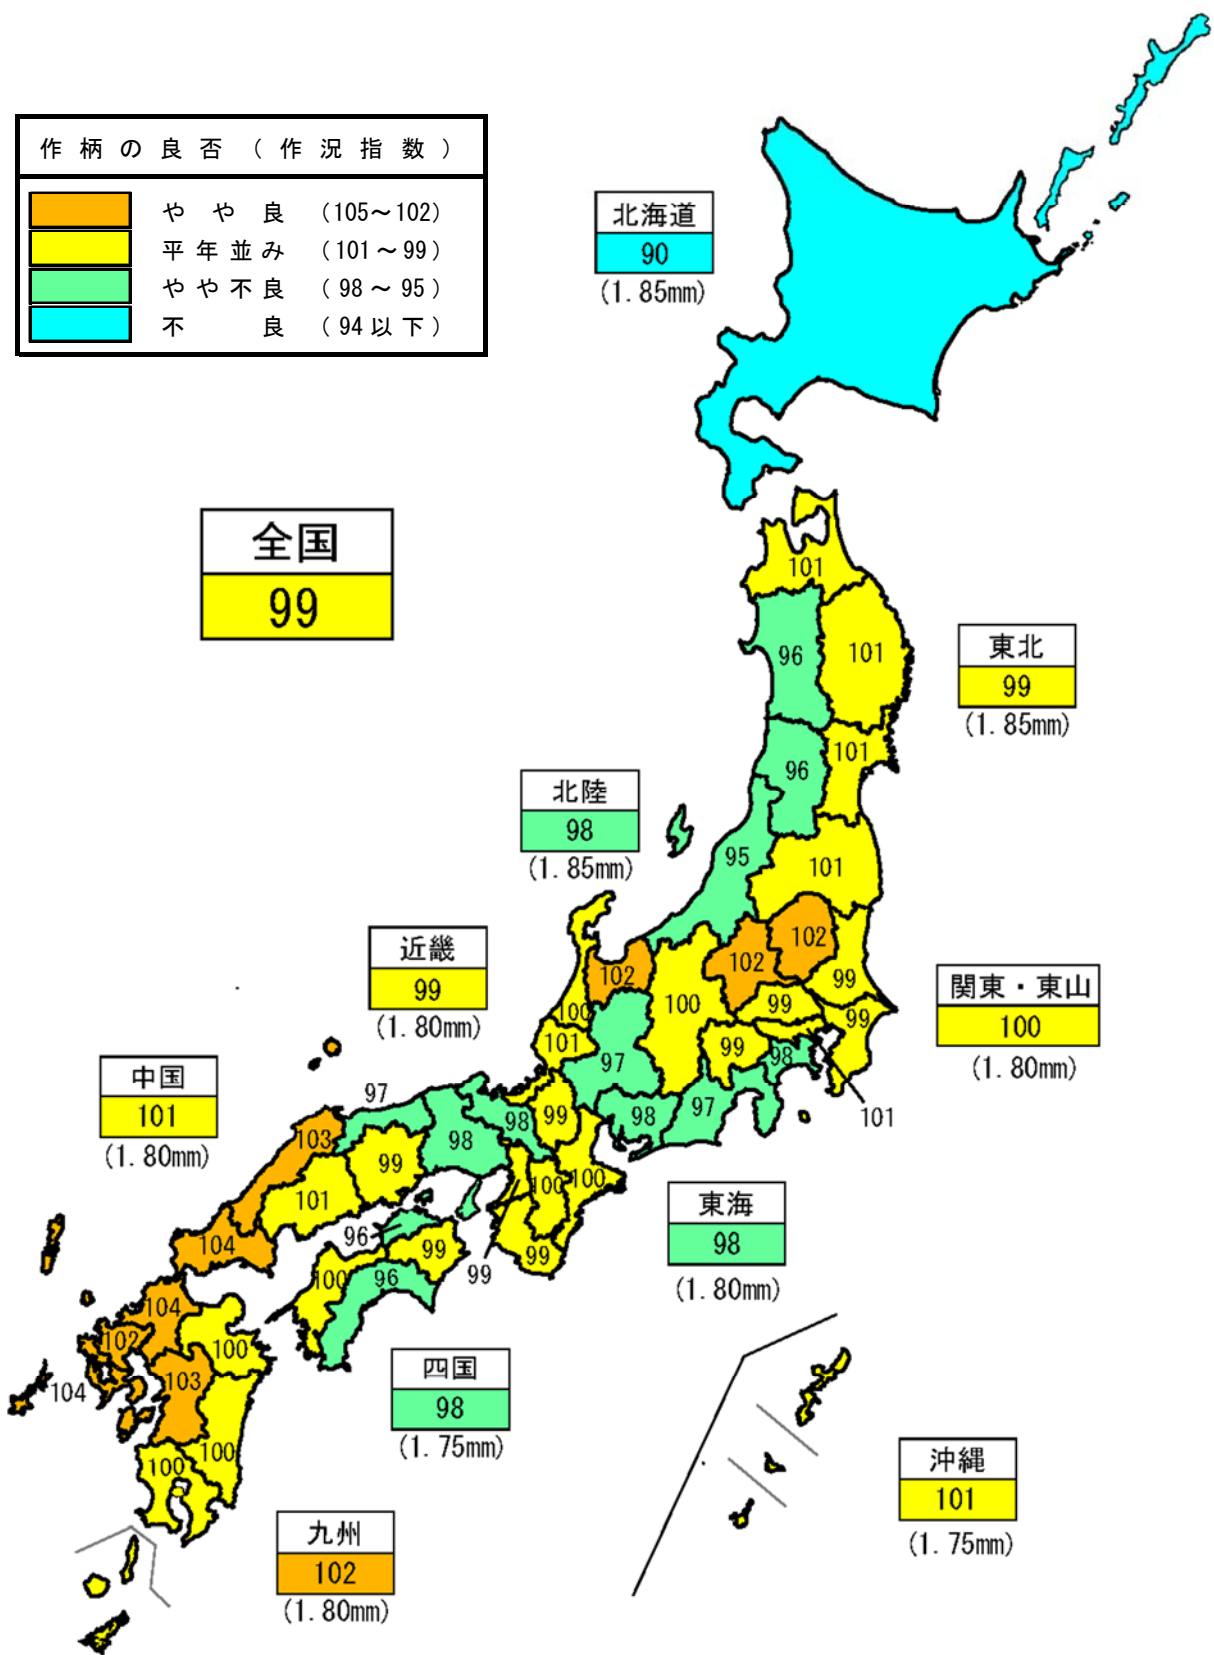 作柄の良否（作況指数）
やや良 (105～102)
平年並み (101～99)
やや不良 (98～95)
不良 (94以下)
北海道
90
(1.85mm)
全国
99
101
96
101
東北
99
(1.85mm)
101
96
北陸
98
(1.85mm)
95
101
102
102
102
99
近畿
99
(1.80mm)
関東・東山
100
(1.80mm)
100
99
99
100
101
99
98
97
101
中国
101
(1.80mm)
97
99
98
97
98
98
103
99
101
100
100
東海
98
(1.80mm)
96
104
99
99
99
100
96
104
102
100
103
104
四国
98
(1.75mm)
100
100
沖縄
101
(1.75mm)
九州
102
(1.80mm)